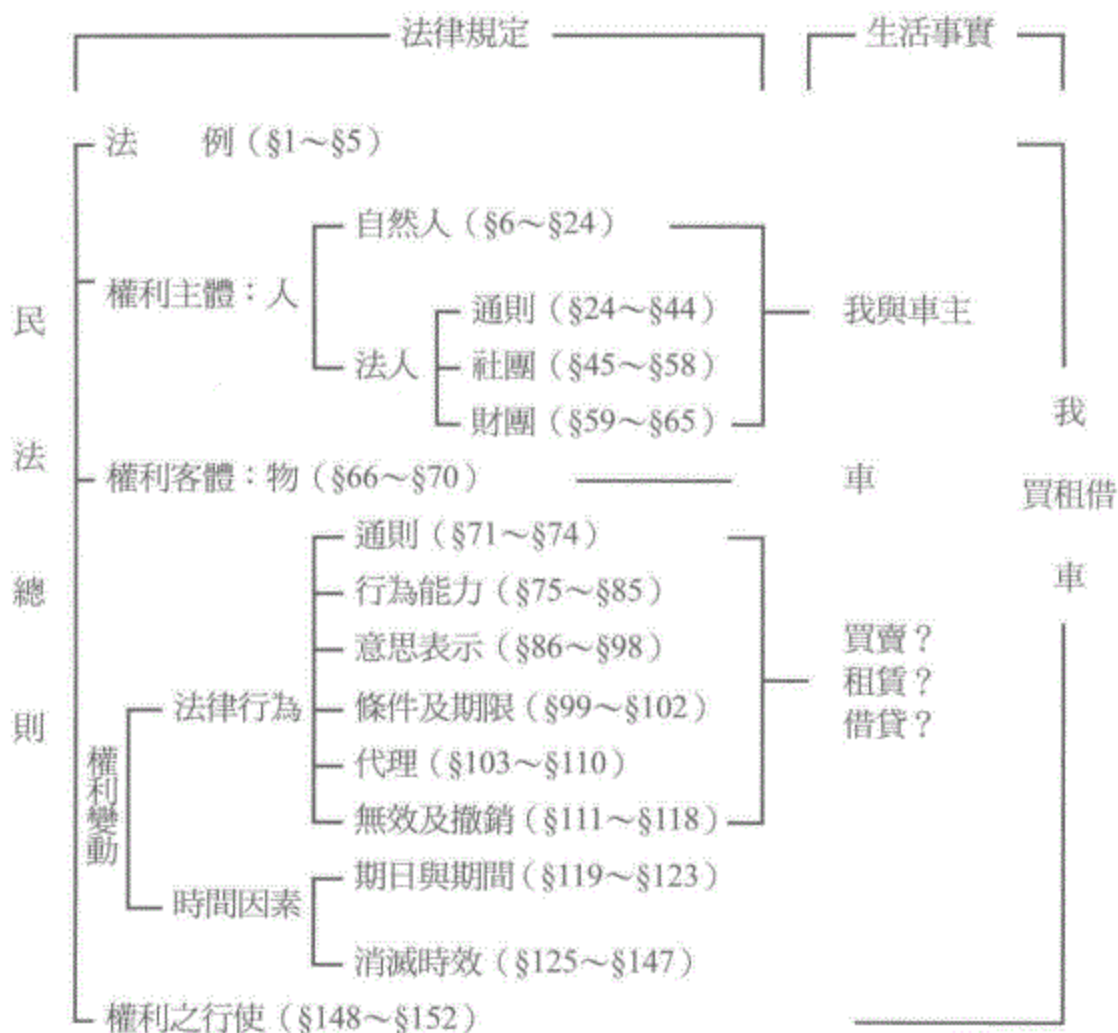 法律規定 生活事實
法 例（§1～§5）
自然人（§6～§24）
權利主體：人
通則（§24～§44） 我與車主
法人 社團（§45～§58）
財團（§59～§65）
權利客體：物（§66～§70） 車
通則（§71～§74）
行為能力（§75～§85）
意思表示（§86～§98）
法律行為 條件及期限（§99～§102）
代理（§103～§110）
無效及撤銷（§111～§118）
買賣？
租賃？
借貸？
權利變動
期日與期間（§119～§123）
時間因素
消滅時效（§125～§147）
權利之行使（§148～§152）
民法總則
我
買租借
車